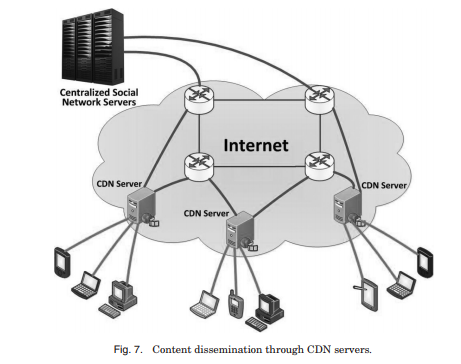 Centralized Social
Network Servers
Internet
CDN Server
CDN Server
CDN Server
Fig. 7. Content dissemination through CDN servers.